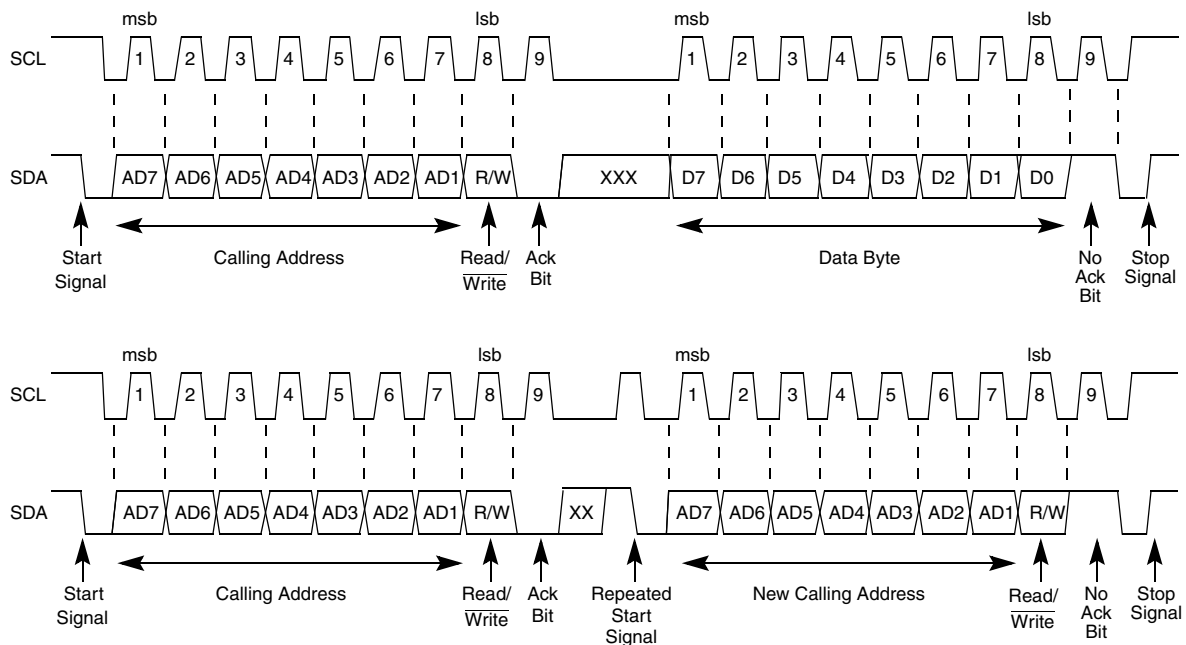 msb lsb msb lsb
SCL 1 2 3 4 5 6 7 8 9 1 2 3 4 5 6 7 8 9
SDA AD7 AD6 AD5 AD4 AD3 AD2 AD1 R/W XXX D7 D6 D5 D4 D3 D2 D1 D0
Start
Signal
Calling Address
Read/
Write
Ack
Bit
Data Byte
No
Ack
Bit
Stop
Signal
msb lsb msb lsb
SCL 1 2 3 4 5 6 7 8 9 1 2 3 4 5 6 7 8 9
SDA AD7 AD6 AD5 AD4 AD3 AD2 AD1 R/W XX AD7 AD6 AD5 AD4 AD3 AD2 AD1 R/W
Start
Signal
Calling Address
Read/
Write
Ack
Bit
Repeated
Start
Signal
New Calling Address
Read/
Write
No
Ack
Bit
Stop
Signal